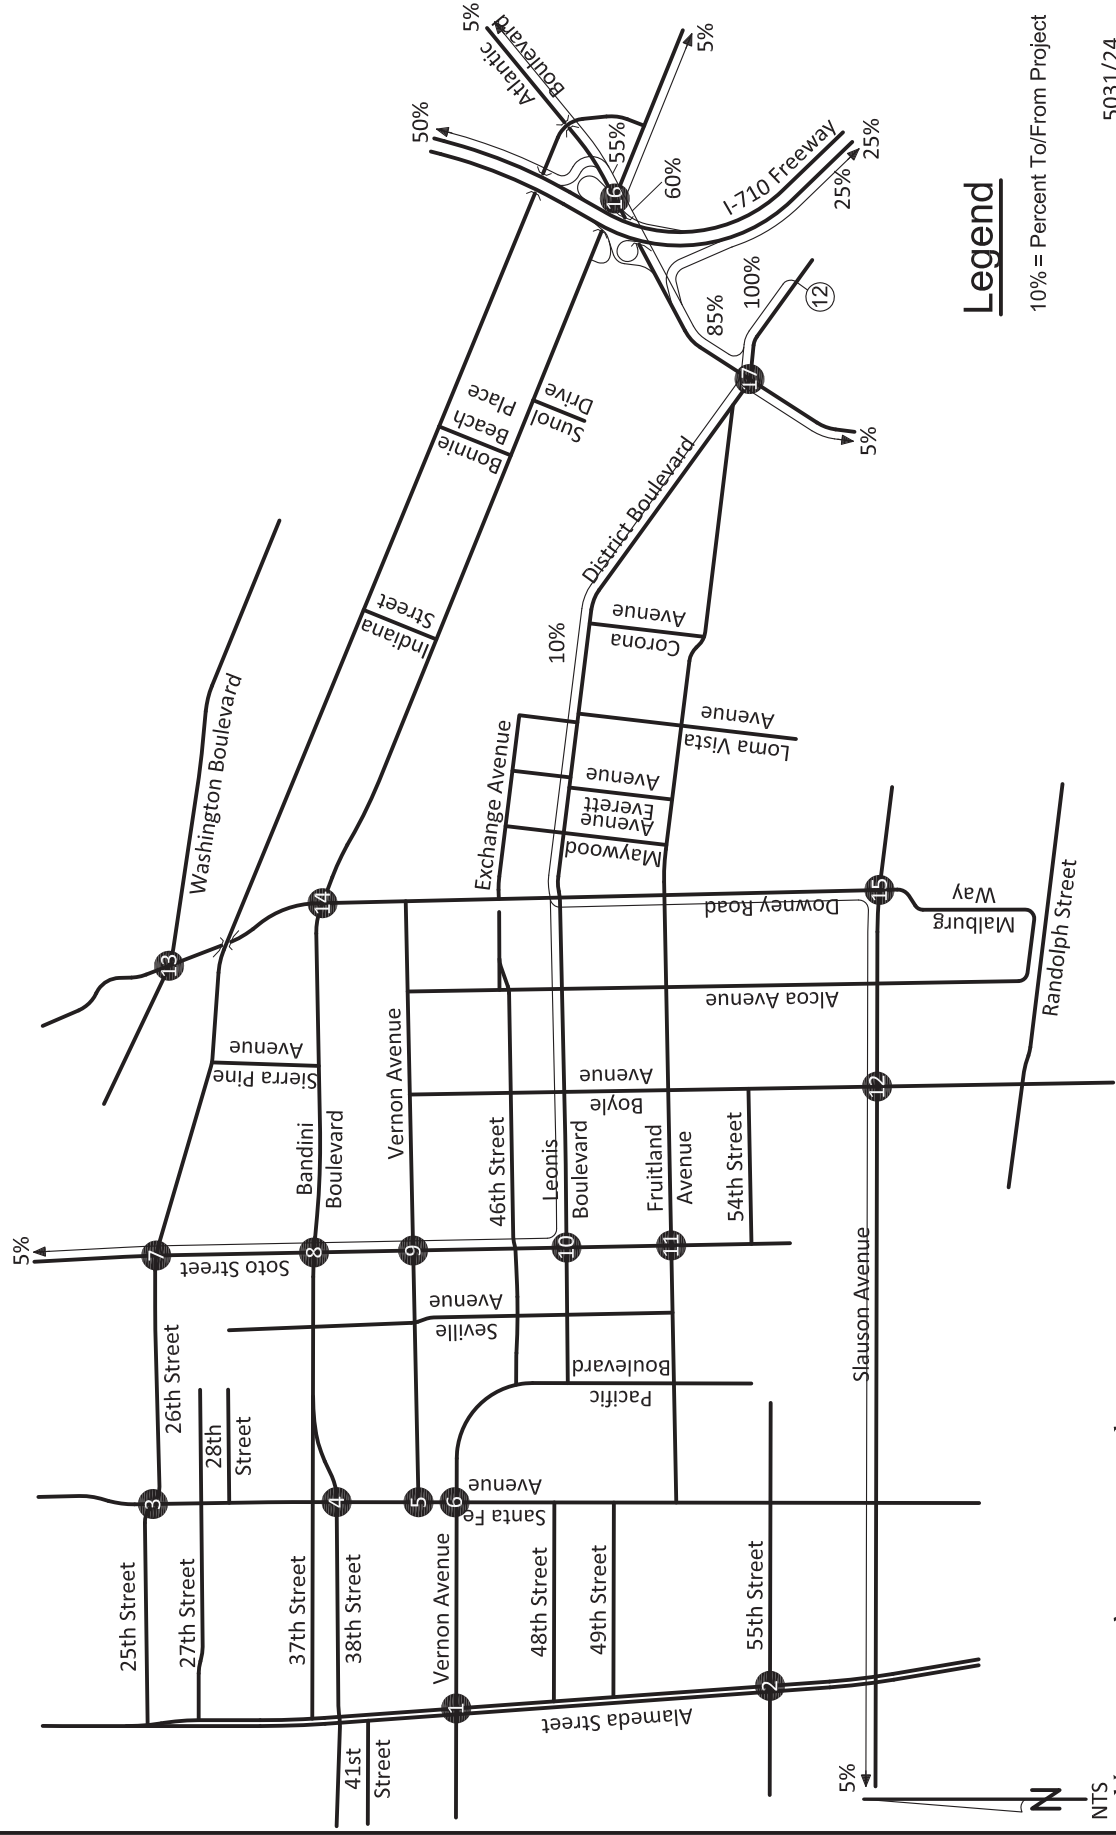 5%
Atlantic
Boulevard
50%
55%
5%
16
60%
I-710 Freeway
25%
25%
100%
85%
12
17
5%
Legend
10% = Percent To/From Project
5031/24
Bonnie
Beach
Place
Sunol
Drive
District Boulevard
Indiana
Street
10%
Corona
Avenue
Washington Boulevard
Exchange Avenue
Loma Vista
Avenue
Everett
Avenue
Maywood
Avenue
13
14
15
Downey Road
Malburg
Way
Alcoa Avenue
Randolph Street
Sierra Pine
Avenue
Vernon Avenue
Bandini
Boulevard
Boyle
Avenue
46th Street
Leonis
Boulevard
Fruitland
Avenue
54th Street
12
5%
7
8
9
10
11
Soto Street
Seville
Avenue
26th Street
28th
Street
Pacific
Boulevard
Slauson Avenue
3
4
5
6
Santa Fe
Avenue
25th Street
27th Street
37th Street
38th Street
Vernon Avenue
48th Street
49th Street
55th Street
1
2
Alameda Street
41st
Street
5%
N
NTS